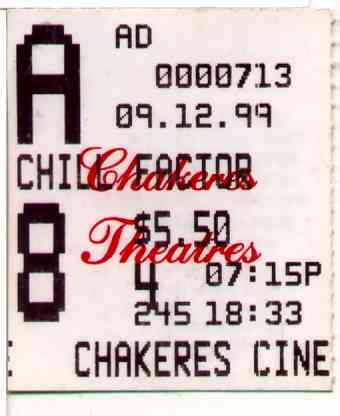 A
AD
0000713
09.12.99
CHILL FACTOR
Chakeres
8
$5.50
Theatres
4
07:15P
245 18:33
CHAKERES CINE